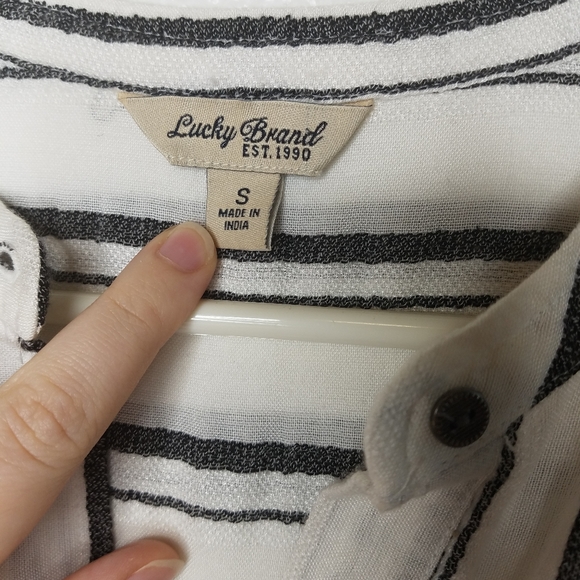 Lucky Brand
EST. 1990
S
MADE IN
INDIA